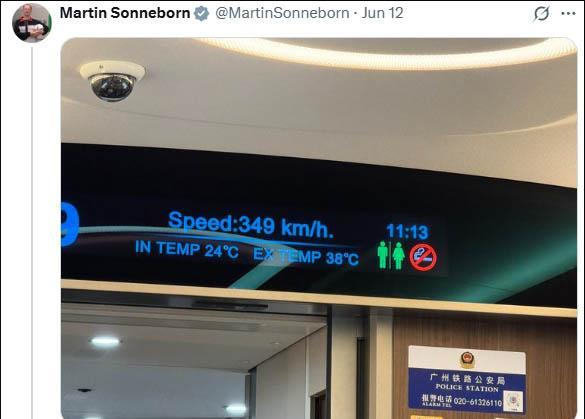 Martin Sonneborn @MartinSonneborn · Jun 12
9
Speed:349 km/h. 11:13
IN TEMP 24℃ EX TEMP 38℃
广州铁路公安局
POLICE STATION
报警电话 020-61326110
ALARM TEL